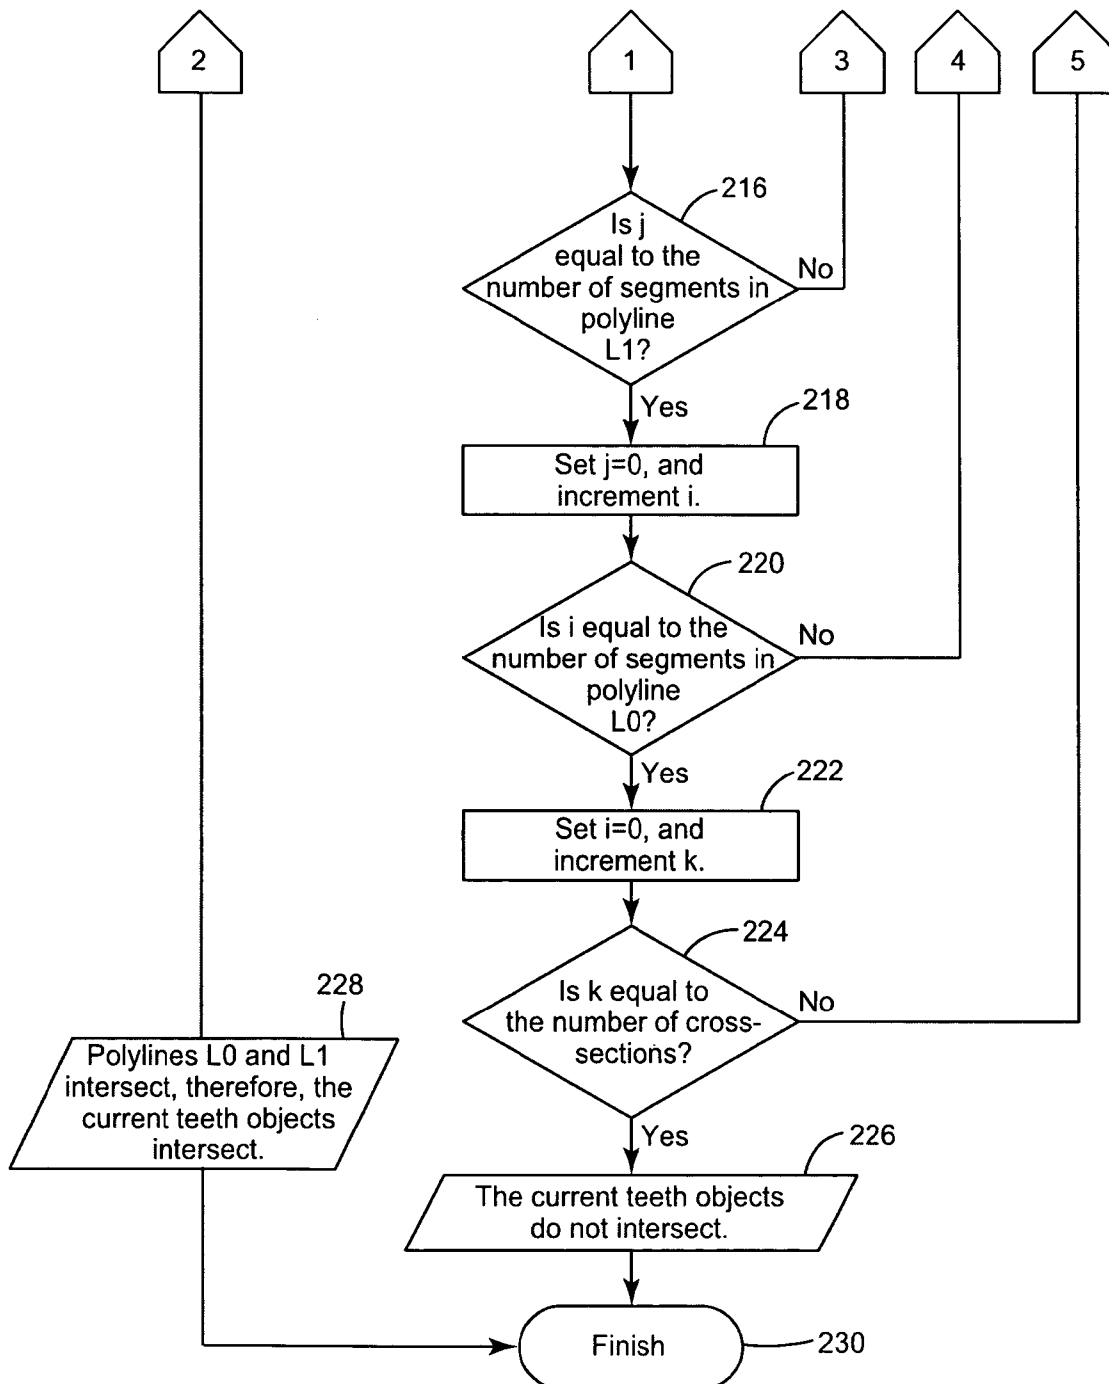 2
1
3
4
5
216
Is j
equal to the
number of segments in
polyline
L1?
No
Yes
218
Set j=0, and
increment i.
220
Is i equal to the
number of segments in
polyline
L0?
No
Yes
222
Set i=0, and
increment k.
224
Is k equal to
the number of cross-
sections?
No
228
Polylines L0 and L1
intersect, therefore, the
current teeth objects
intersect.
Yes
226
The current teeth objects
do not intersect.
Finish
230